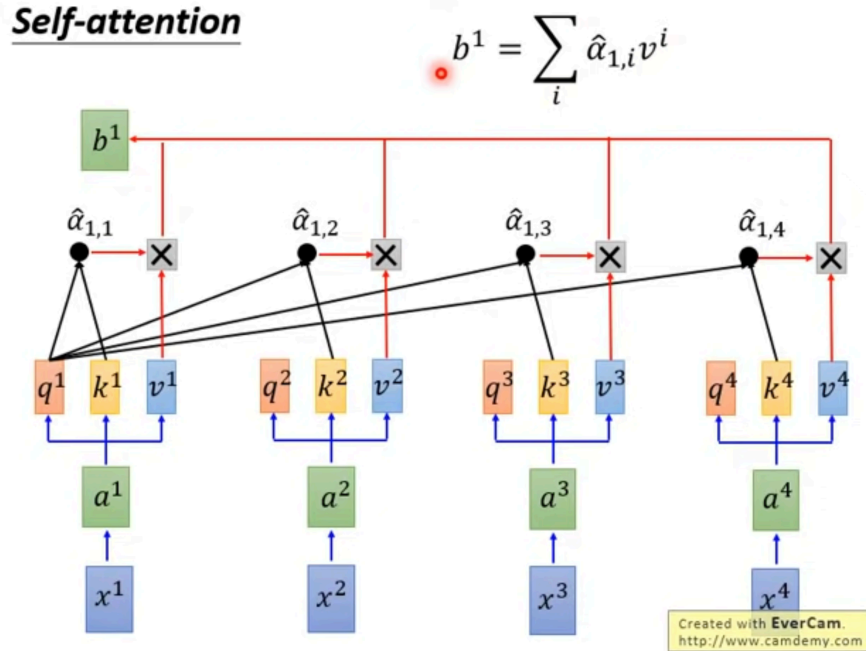 Self-attention
b¹ = ∑ᵢ α̂₁,ᵢvⁱ
b¹
α̂₁,₁ α̂₁,₂ α̂₁,₃ α̂₁,₄
q¹ k¹ v¹ q² k² v² q³ k³ v³ q⁴ k⁴ v⁴
a¹ a² a³ a⁴
x¹ x² x³ x⁴
Created with EverCam.
http://www.camdemy.com